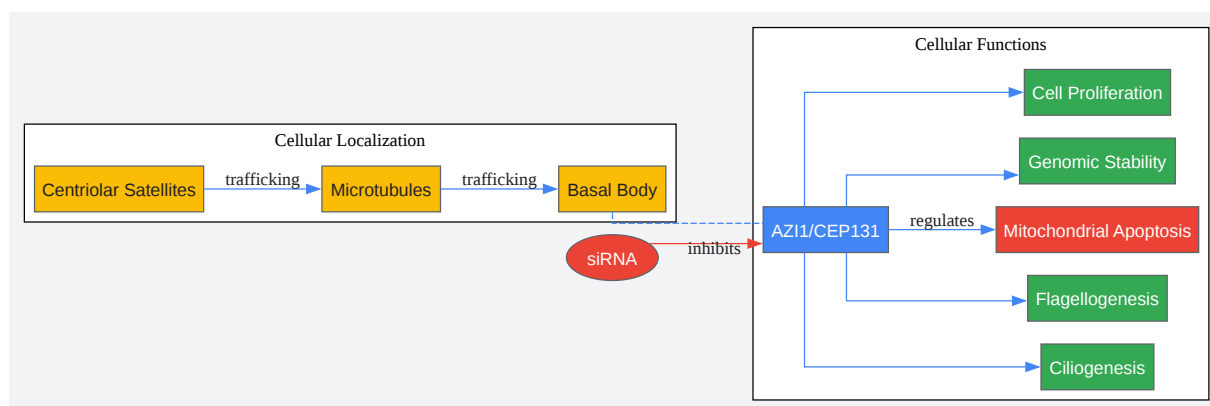 Cellular Functions
Cell Proliferation
Cellular Localization
Genomic Stability
Centriolar Satellites
trafficking
Microtubules
trafficking
Basal Body
AZI1/CEP131
regulates
Mitochondrial Apoptosis
siRNA
inhibits
Flagellogenesis
Ciliogenesis